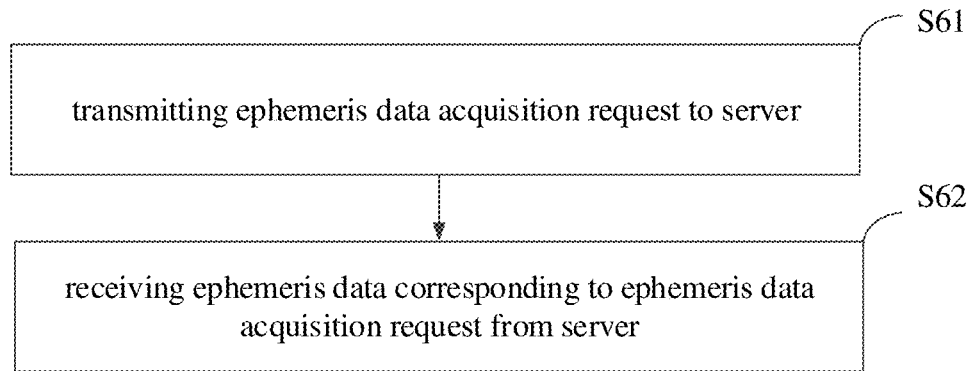 S61
transmitting ephemeris data acquisition request to server
S62
receiving ephemeris data corresponding to ephemeris data
acquisition request from server